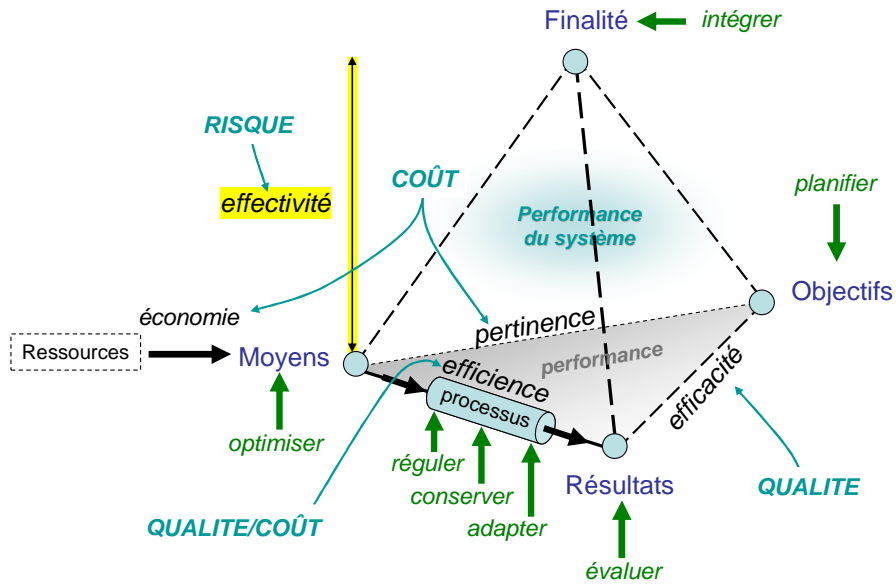 Finalité
intégrer
RISQUE
COÛT
planifier
effectivité
Performance
du système
Objectifs
économie
pertinence
Ressources
Moyens
performance
efficience
efficacité
processus
optimiser
réguler
conserver
Résultats
QUALITE
adapter
QUALITE/COÛT
évaluer